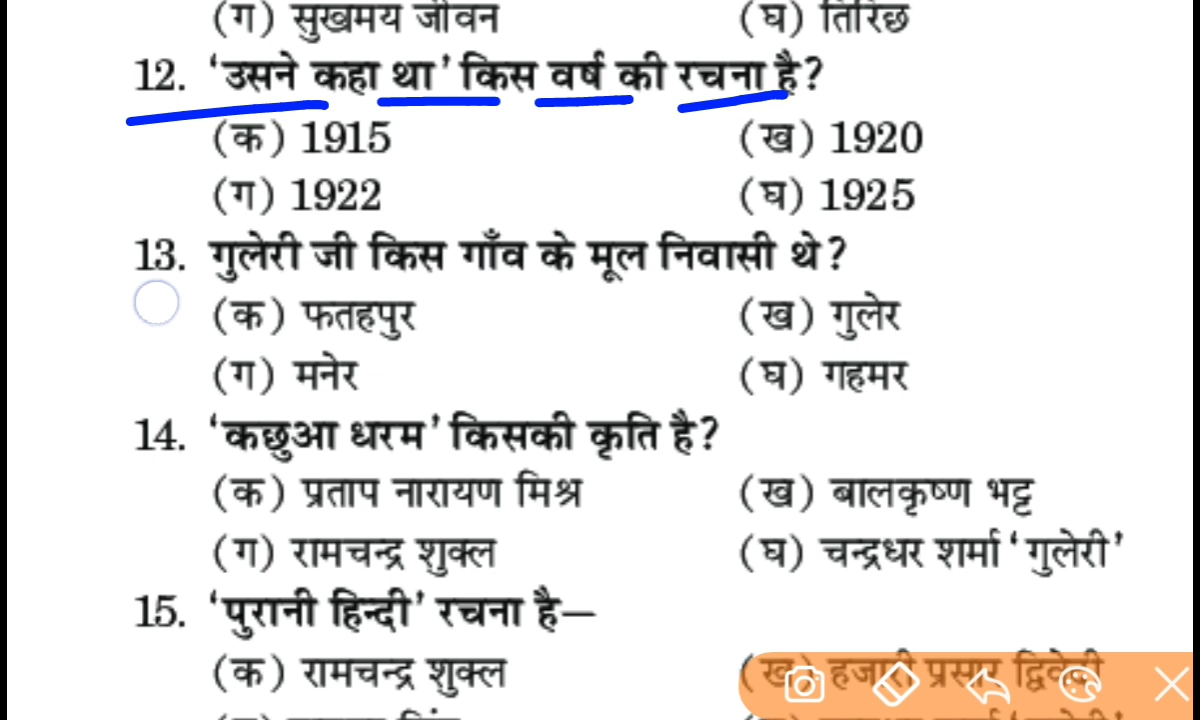 (ग) सुखमय जीवन (घ) तिरिछ
12. ‘उसने कहा था’ किस वर्ष की रचना है?
(क) 1915 (ख) 1920
(ग) 1922 (घ) 1925
13. गुलेरी जी किस गाँव के मूल निवासी थे?
(क) फतहपुर (ख) गुलेर
(ग) मनेर (घ) गहमर
14. ‘कछुआ धरम’ किसकी कृति है?
(क) प्रताप नारायण मिश्र (ख) बालकृष्ण भट्ट
(ग) रामचन्द्र शुक्ल (घ) चन्द्रधर शर्मा ‘गुलेरी’
15. ‘पुरानी हिन्दी’ रचना है—
(क) रामचन्द्र शुक्ल (ख) हजारी प्रसाद द्विवेदी